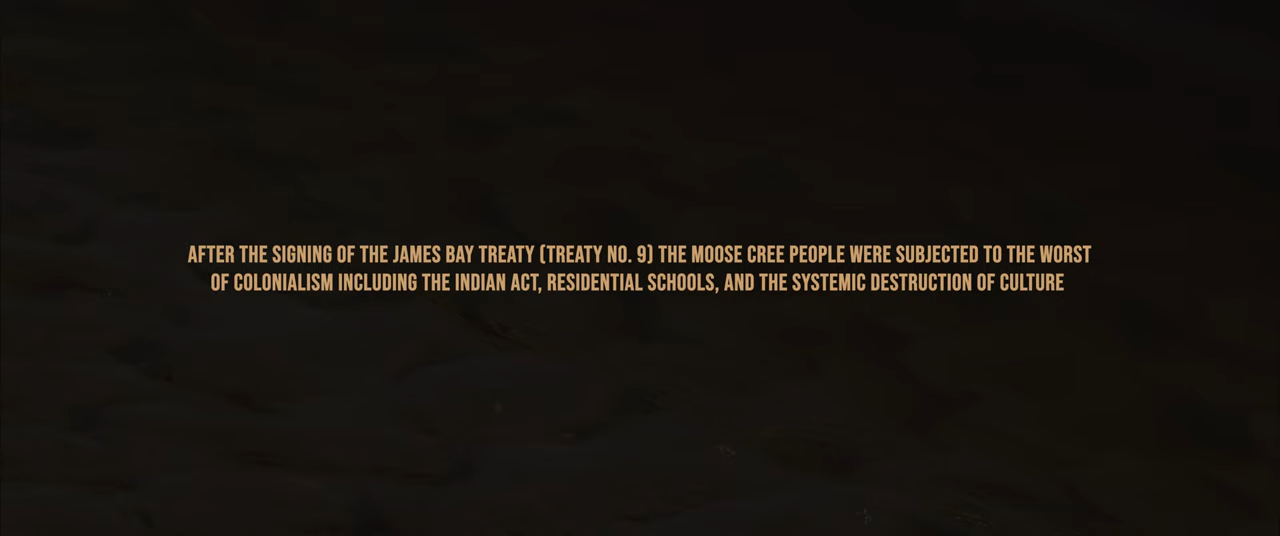 AFTER THE SIGNING OF THE JAMES BAY TREATY (TREATY NO. 9) THE MOOSE CREE PEOPLE WERE SUBJECTED TO THE WORST
OF COLONIALISM INCLUDING THE INDIAN ACT, RESIDENTIAL SCHOOLS, AND THE SYSTEMIC DESTRUCTION OF CULTURE